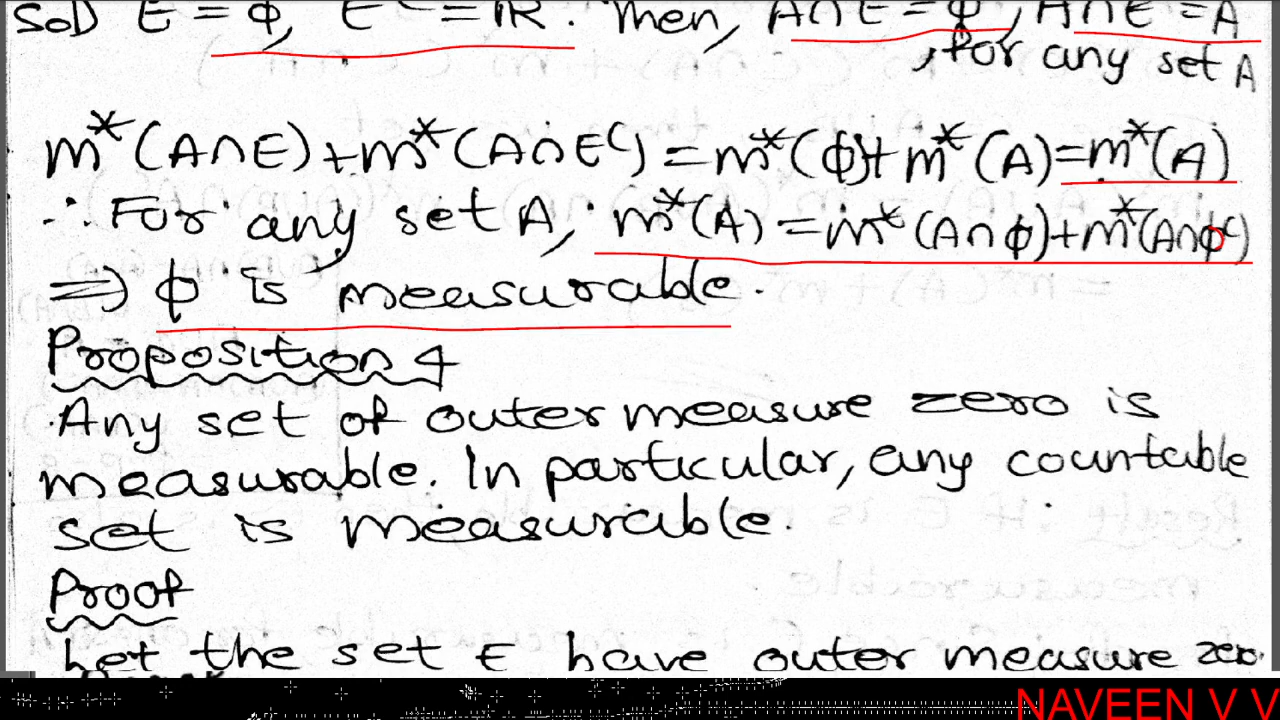 Soln E = ϕ, E^c = ℝ. Then, A∩E = ϕ, A∩E^c = A
, for any set A
m*(A∩E)+m*(A∩E^c) = m*(ϕ)+m*(A)=m*(A)
∴ For any set A, m*(A) = m*(A∩ϕ)+m*(A∩ϕ^c)
⇒ ϕ is measurable.
Proposition 4
Any set of outer measure zero is
measurable. In particular, any countable
set is measurable.
Proof
Let the set E have outer measure zero.
NAVEEN V V